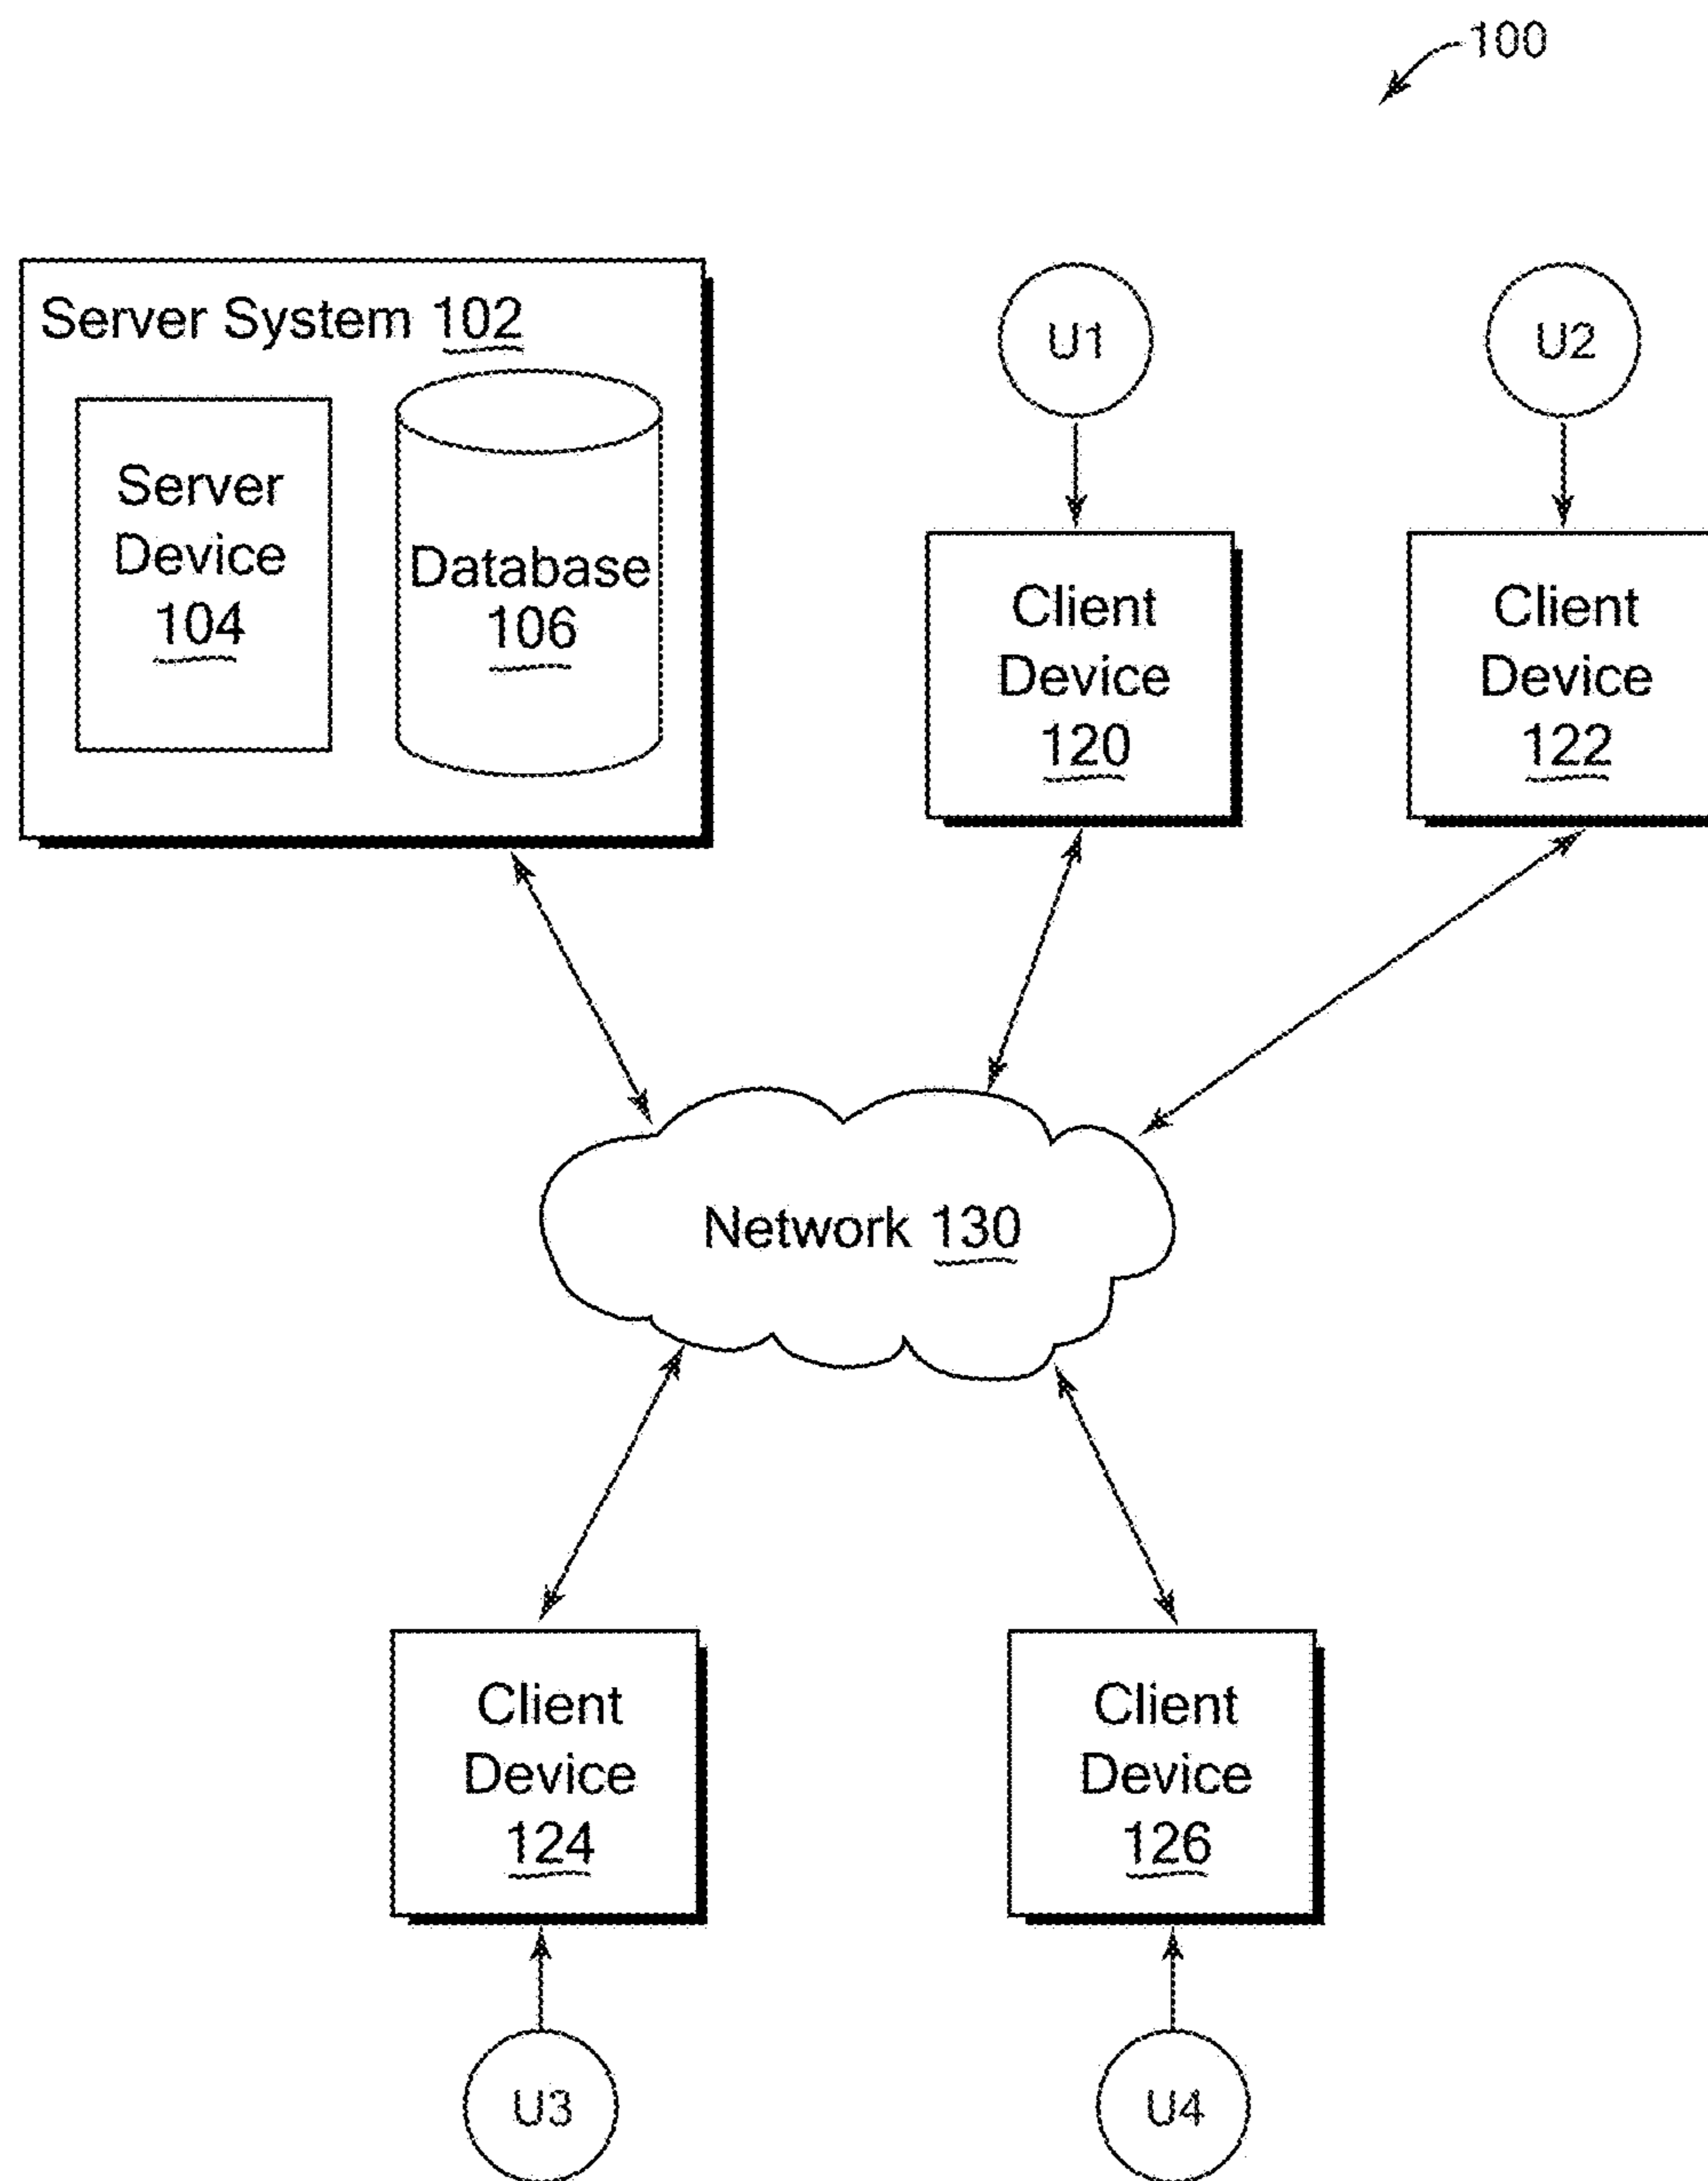 100
Server System 102
Server
Device
104
Database
106
U1
U2
Client
Device
120
Client
Device
122
Network 130
Client
Device
124
Client
Device
126
U3
U4